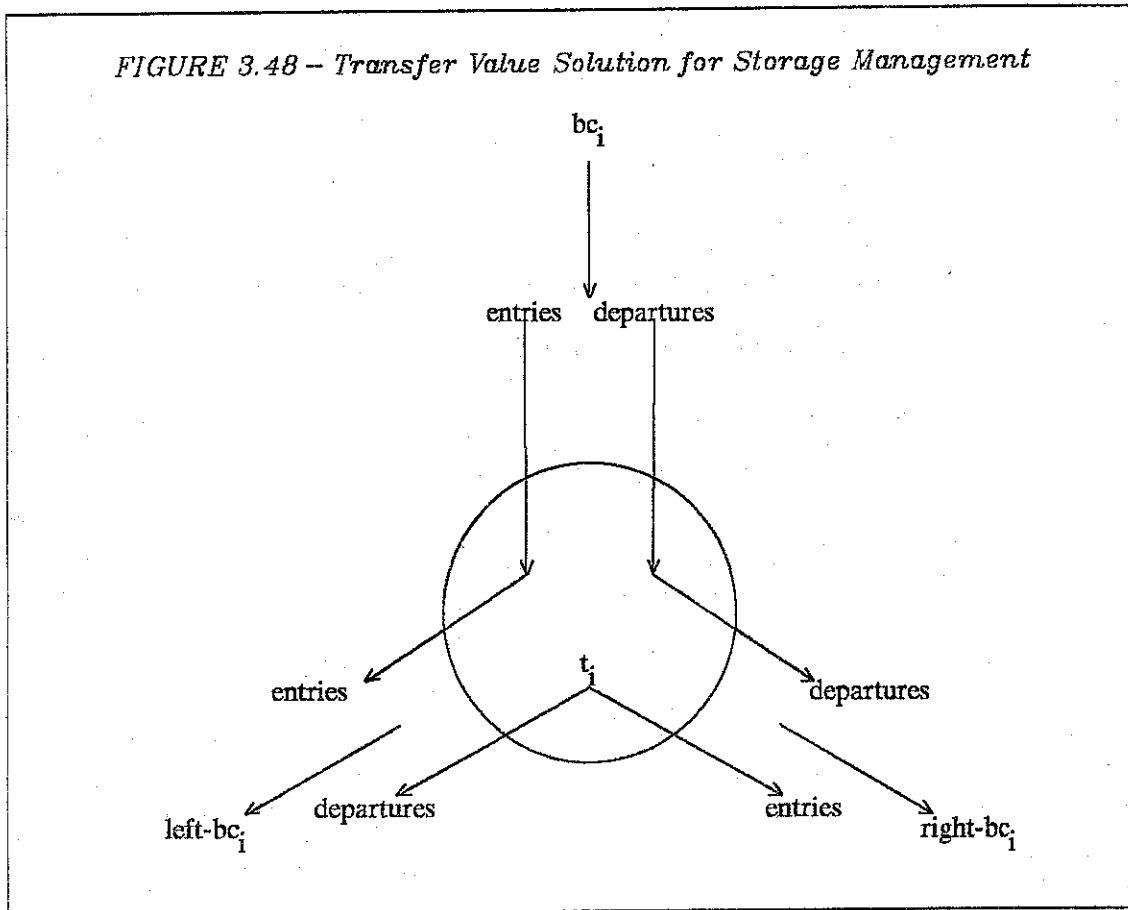 FIGURE 3.48 – Transfer Value Solution for Storage Management
bc_i
entries departures
t_i
entries departures
departures entries
left-bc_i right-bc_i